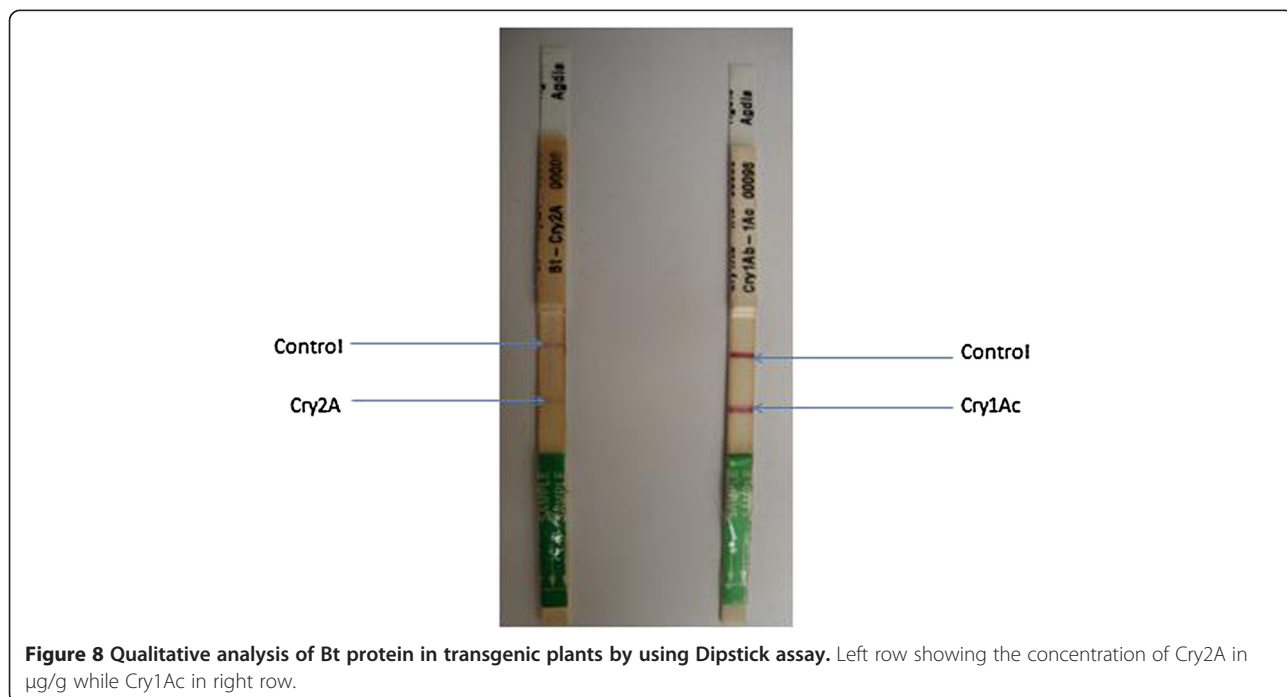 Agdia
Agdia
Bt-Cry2A
Cry1Ab-1Ac 00096
Control
Control
Cry2A
Cry1Ac
SAMPLE
Figure 8 Qualitative analysis of Bt protein in transgenic plants by using Dipstick assay. Left row showing the concentration of Cry2A in
µg/g while Cry1Ac in right row.